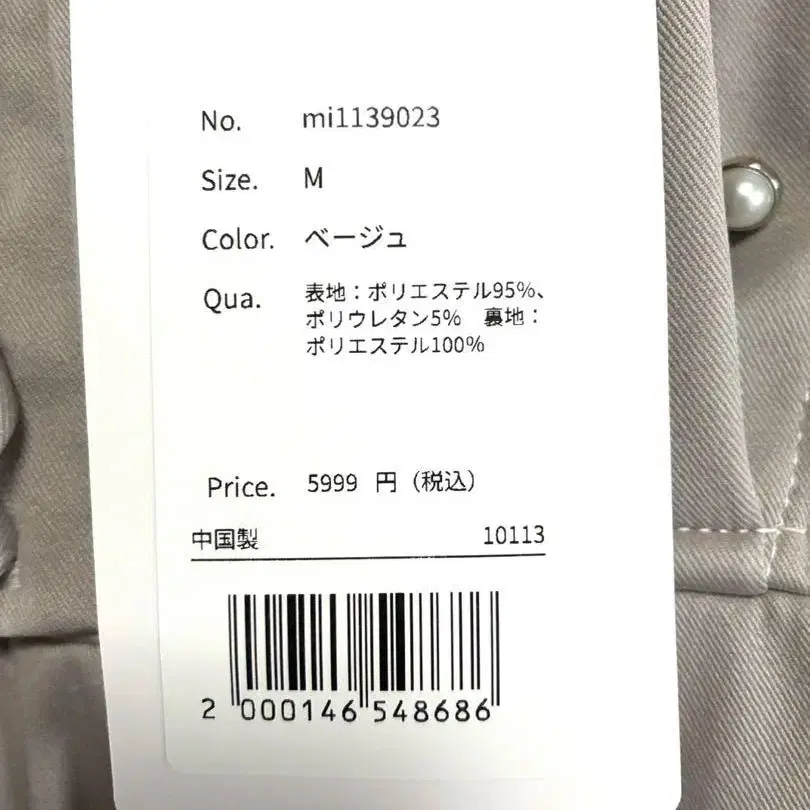 No. mi1139023
Size. M
Color. ベージュ
Qua. 表地：ポリエステル95%、
ポリウレタン5%　裏地：
ポリエステル100%
Price. 5999 円（税込）
中国製 10113
2 000146 548686